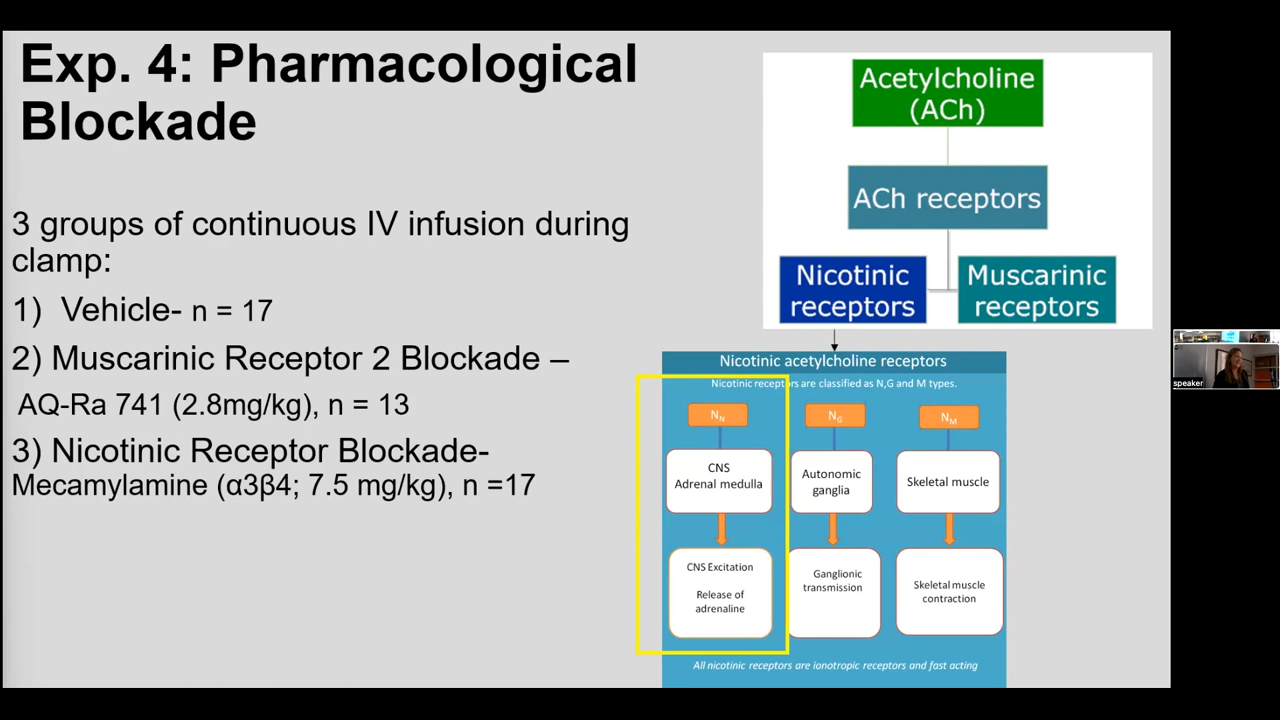 Exp. 4: Pharmacological
Blockade
3 groups of continuous IV infusion during
clamp:
1) Vehicle- n = 17
2) Muscarinic Receptor 2 Blockade –
AQ-Ra 741 (2.8mg/kg), n = 13
3) Nicotinic Receptor Blockade-
Mecamylamine (α3β4; 7.5 mg/kg), n =17
Acetylcholine
(ACh)
ACh receptors
Nicotinic
receptors
Muscarinic
receptors
Nicotinic acetylcholine receptors
Nicotinic receptors are classified as N,G and M types.
NN
NG
NM
CNS
Adrenal medulla
Autonomic
ganglia
Skeletal muscle
CNS Excitation
Release of
adrenaline
Ganglionic
transmission
Skeletal muscle
contraction
All nicotinic receptors are ionotropic receptors and fast acting
speaker